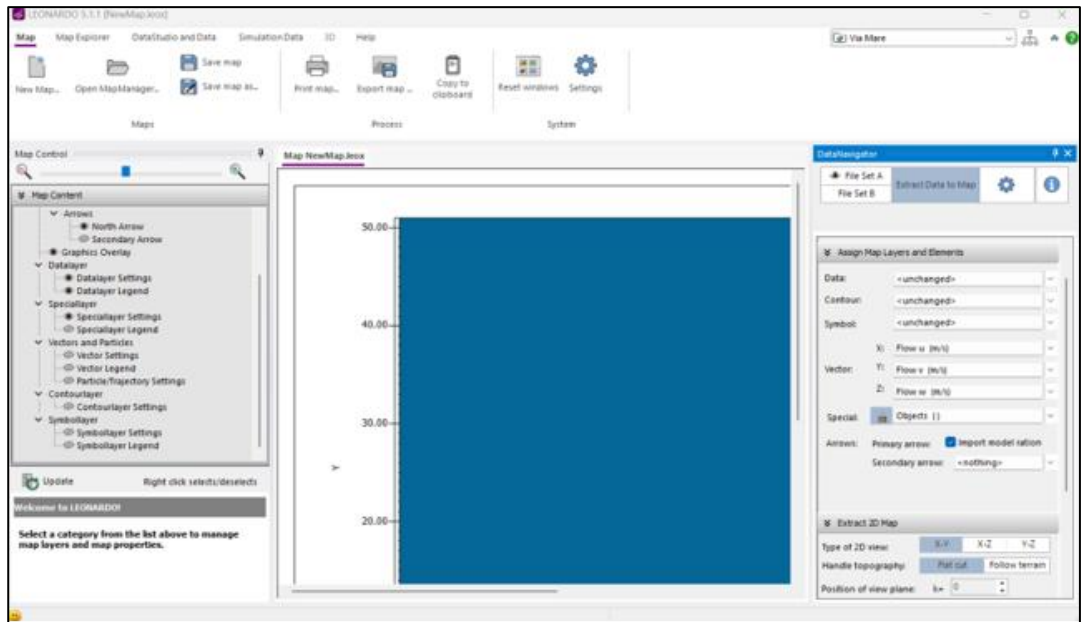 LEONARDO 5.1.1 (NewMap.leox)
Map Map Explorer DataStudio and Data Simulation Data 3D Help
Via Mare
New Map... Open MapManager... Save map
Save map as...
Print map... Export map ... Copy to clipboard
Reset windows Settings
Maps Process System
Map Control
Map Content
Arrows
North Arrow
Secondary Arrow
Graphics Overlay
Datalayer
Datalayer Settings
Datalayer Legend
Speciallayer
Speciallayer Settings
Speciallayer Legend
Vectors and Particles
Vector Settings
Vector Legend
Particle/Trajectory Settings
Contourlayer
Contourlayer Settings
Symbollayer
Symbollayer Settings
Symbollayer Legend
Update Right click selects/deselects
Welcome to LEONARDO!
Select a category from the list above to manage
map layers and map properties.
Map NewMap.leox
50.00
40.00
30.00
Y
20.00
DataNavigator
File Set A
File Set B
Extract Data to Map
Assign Map Layers and Elements
Data: <unchanged>
Contour: <unchanged>
Symbol: <unchanged>
X: Flow u (m/s)
Vector: Y: Flow v (m/s)
Z: Flow w (m/s)
Special: Objects ()
Arrows: Primary arrow: Import model ration
Secondary arrow: <nothing>
Extract 2D Map
Type of 2D view: X-Y X-Z Y-Z
Handle topography: Flat cut Follow terrain
Position of view plane: k= 0